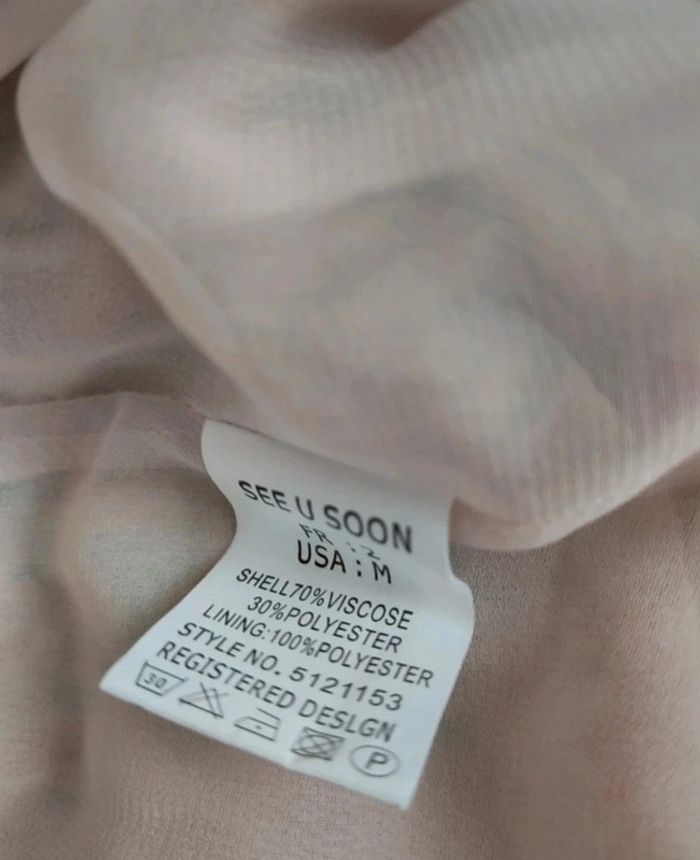 SEE U SOON
FR : 2
USA : M
SHELL70%VISCOSE
30%POLYESTER
LINING:100%POLYESTER
STYLE NO. 5121153
REGISTERED DESLGN
30 P